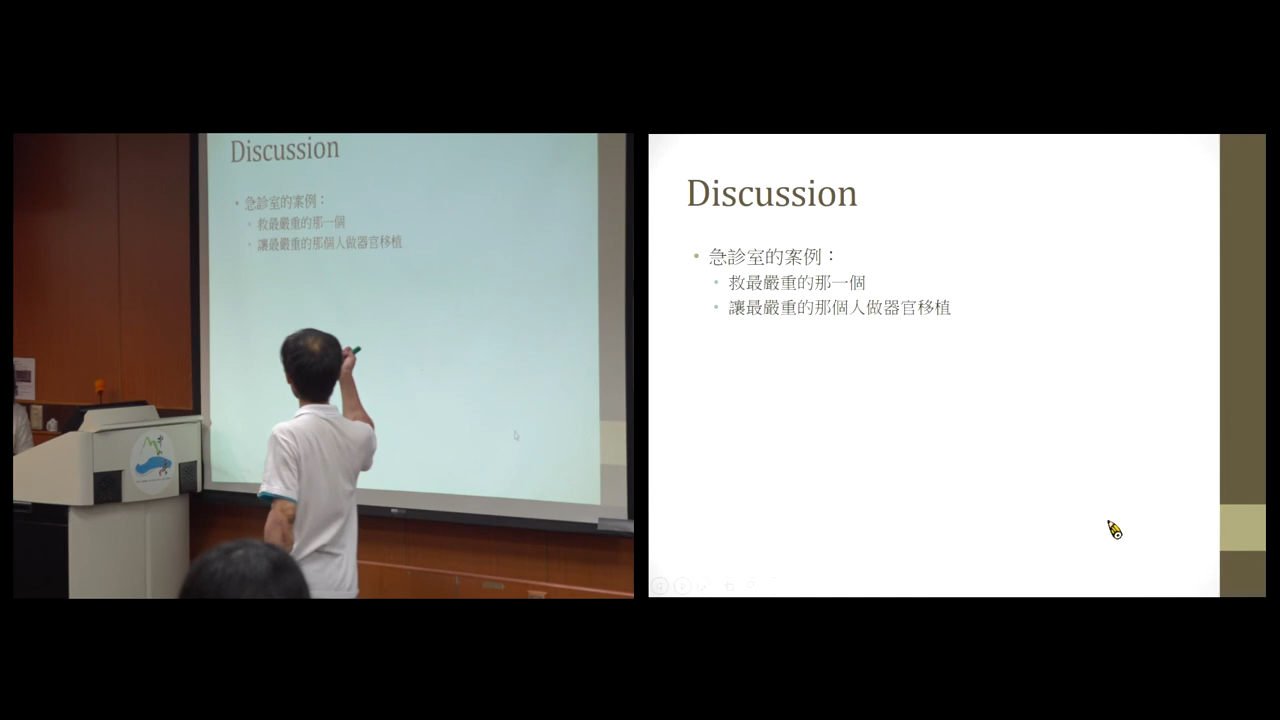 Discussion
急診室的案例：
救最嚴重的那一個
讓最嚴重的那個人做器官移植
Discussion
急診室的案例：
救最嚴重的那一個
讓最嚴重的那個人做器官移植